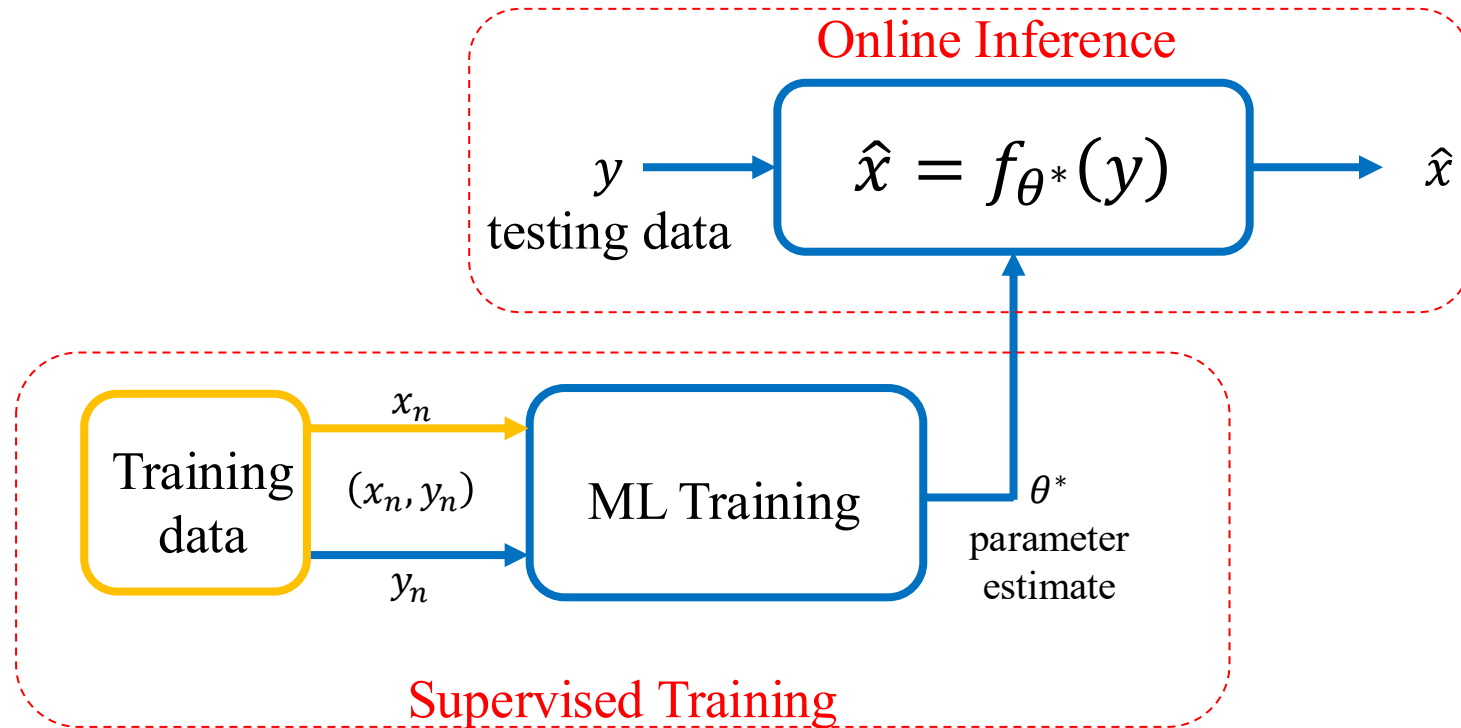 Online Inference
y
testing data
x̂ = f_θ*(y)
x̂
Training
data
x_n
(x_n, y_n)
y_n
ML Training
θ*
parameter
estimate
Supervised Training